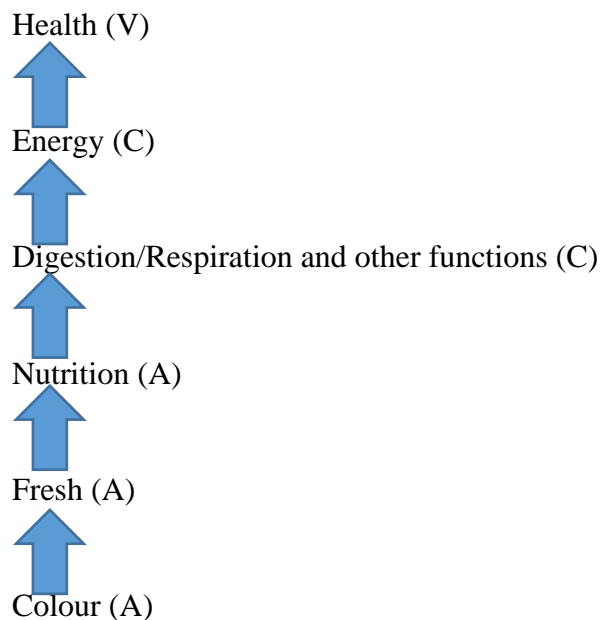 Health (V)
Energy (C)
Digestion/Respiration and other functions (C)
Nutrition (A)
Fresh (A)
Colour (A)